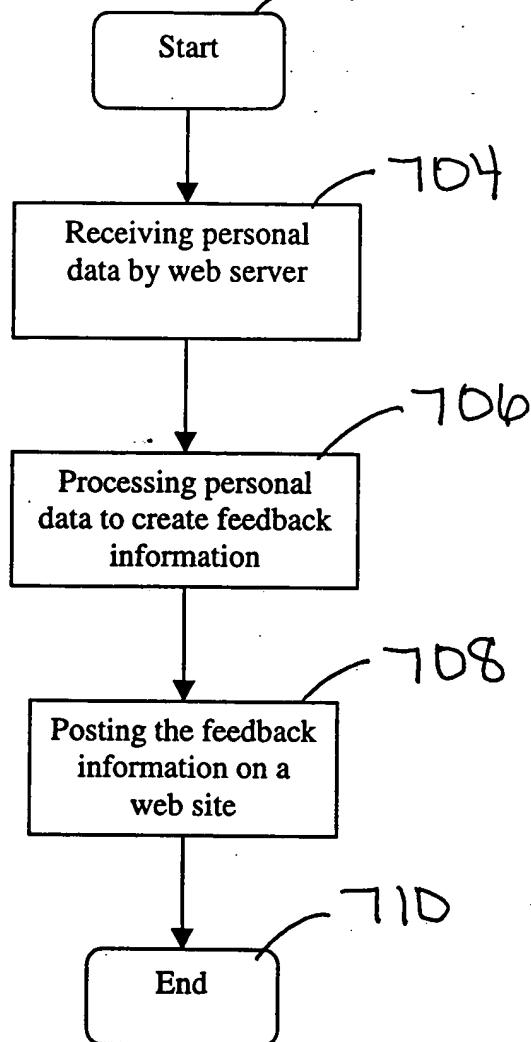 Start
704
Receiving personal
data by web server
706
Processing personal
data to create feedback
information
708
Posting the feedback
information on a
web site
710
End